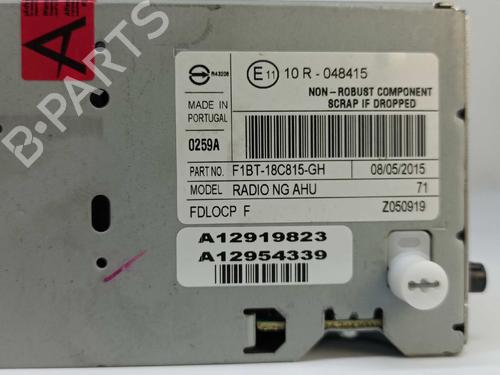 A
B-PARTS
R43208
E 11 10 R - 048415
NON - ROBUST COMPONENT
SCRAP IF DROPPED
MADE IN
PORTUGAL
0259A
PART NO. F1BT-18C815-GH 08/05/2015
MODEL RADIO NG AHU 71
FDLOCP F Z050919
A12919823
A12954339